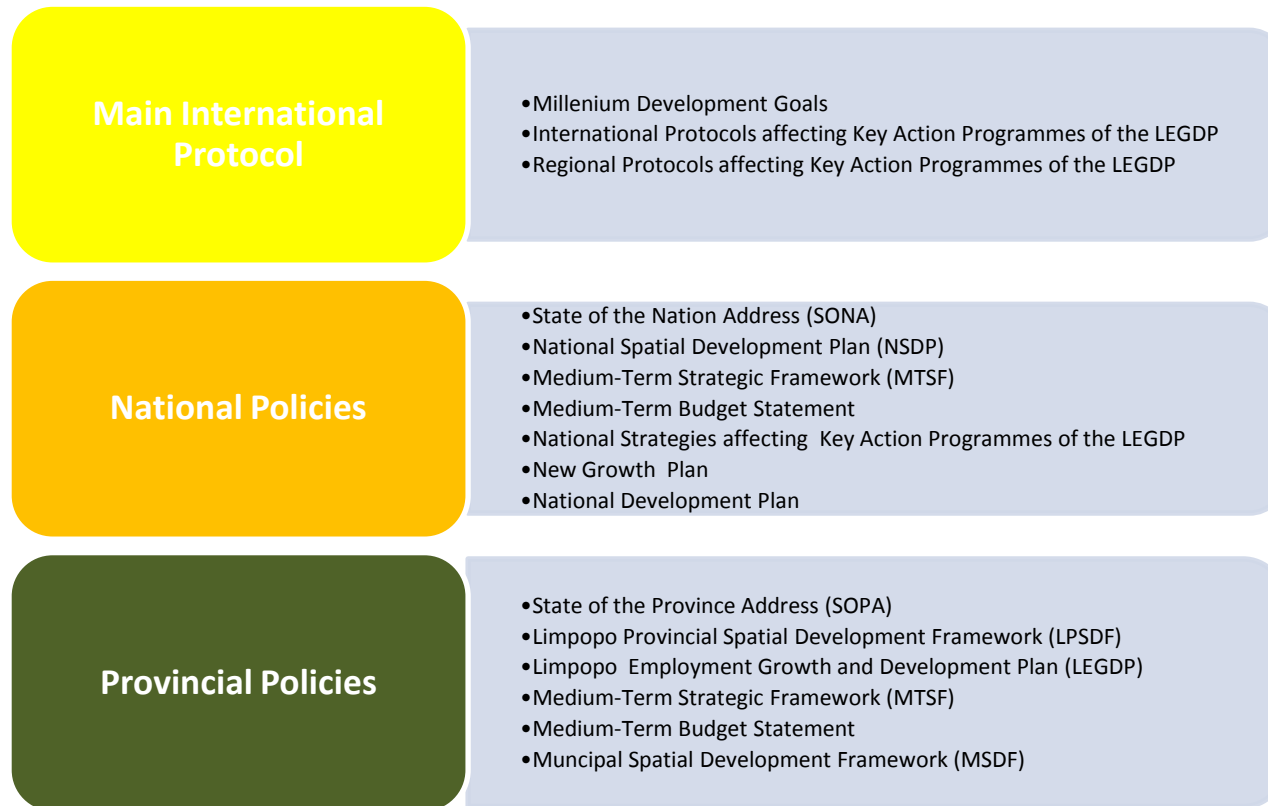 Main International
Protocol
•Millenium Development Goals
•International Protocols affecting Key Action Programmes of the LEGDP
•Regional Protocols affecting Key Action Programmes of the LEGDP
National Policies
•State of the Nation Address (SONA)
•National Spatial Development Plan (NSDP)
•Medium-Term Strategic Framework (MTSF)
•Medium-Term Budget Statement
•National Strategies affecting  Key Action Programmes of the LEGDP
•New Growth  Plan
•National Development Plan
Provincial Policies
•State of the Province Address (SOPA)
•Limpopo Provincial Spatial Development Framework (LPSDF)
•Limpopo  Employment Growth and Development Plan (LEGDP)
•Medium-Term Strategic Framework (MTSF)
•Medium-Term Budget Statement
•Muncipal Spatial Development Framework (MSDF)